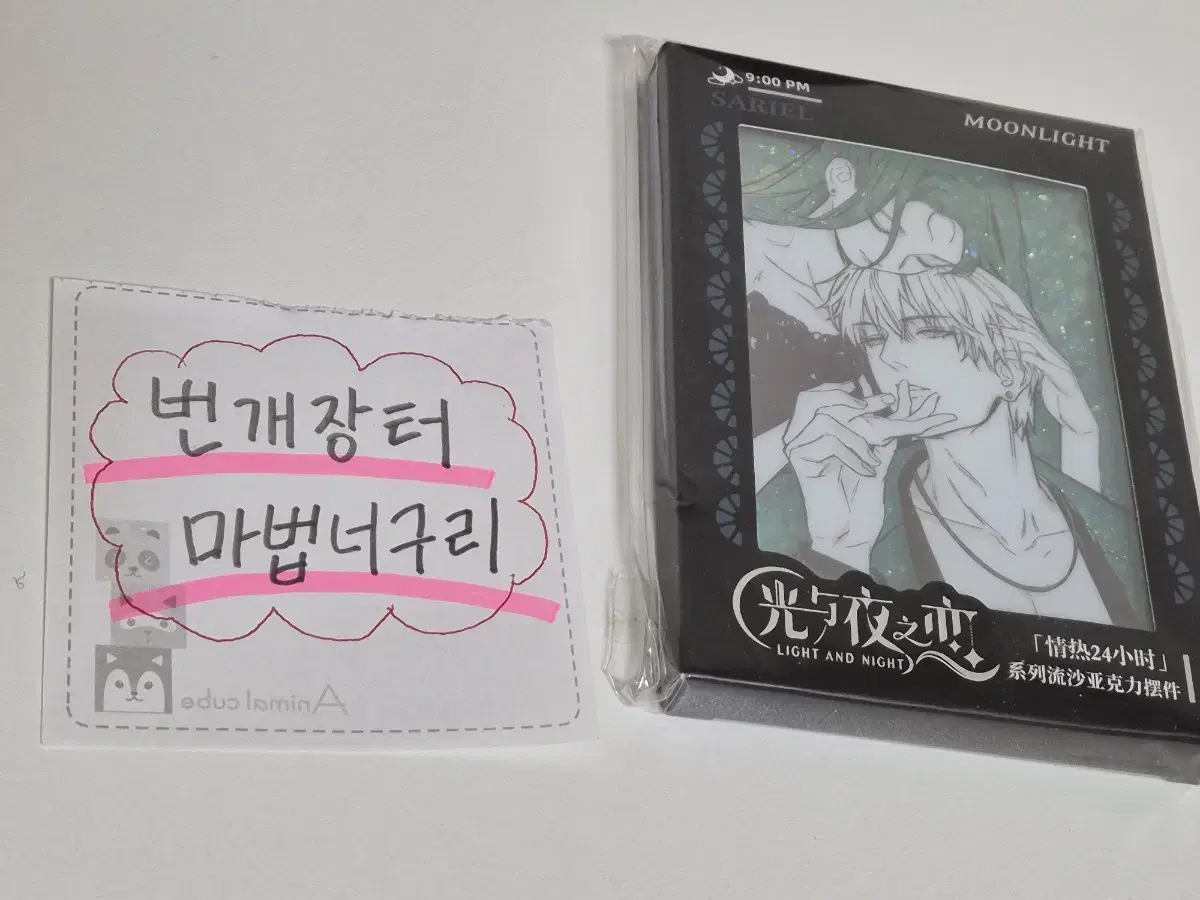 번개장터
마법너구리
Animal cube
9:00 PM
SARIEL
MOONLIGHT
光与夜之恋
LIGHT AND NIGHT
「情热24小时」
系列流沙亚克力摆件